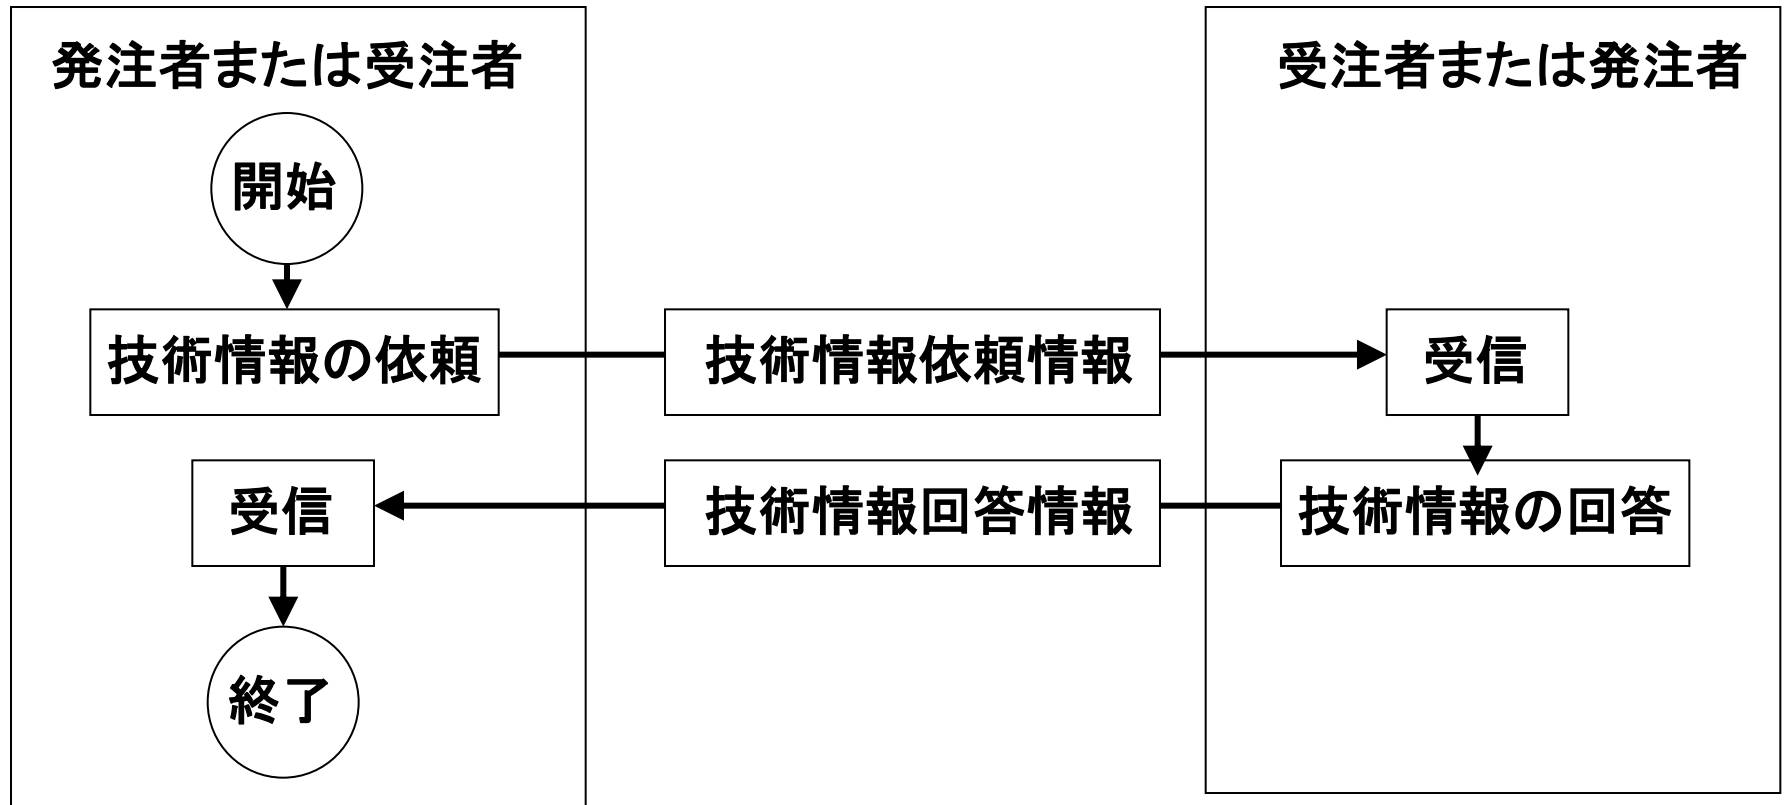 発注者または受注者
受注者または発注者
開始
技術情報の依頼
技術情報依頼情報
受信
受信
技術情報回答情報
技術情報の回答
終了